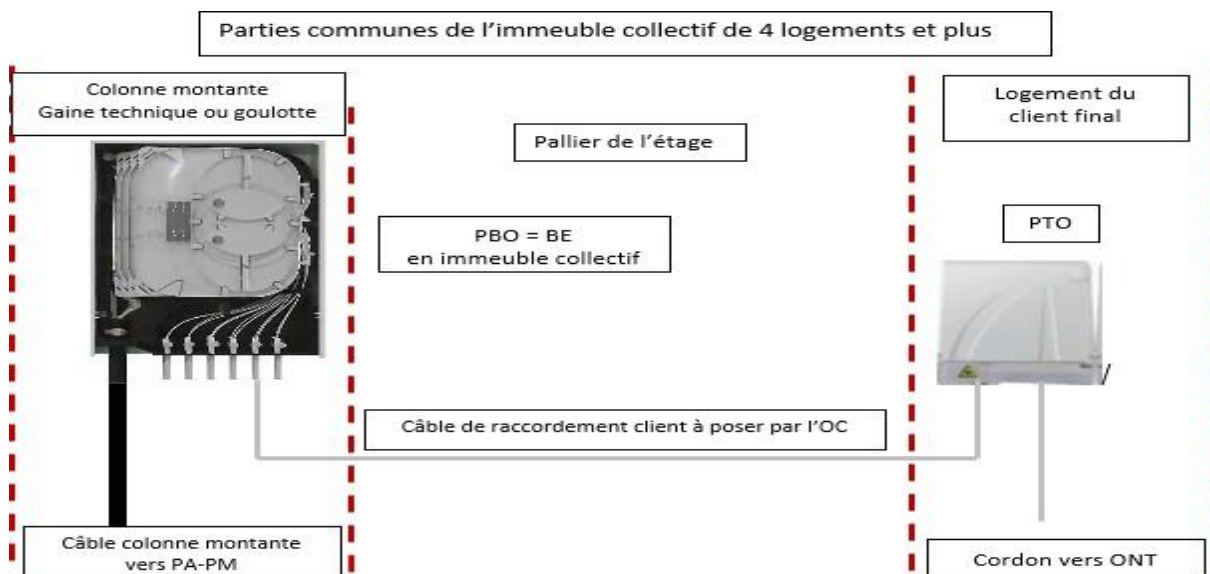 Parties communes de l'immeuble collectif de 4 logements et plus
Colonne montante
Gaine technique ou goulotte
Pallier de l'étage
Logement du
client final
PBO = BE
en immeuble collectif
PTO
Câble de raccordement client à poser par l'OC
Câble colonne montante
vers PA-PM
Cordon vers ONT